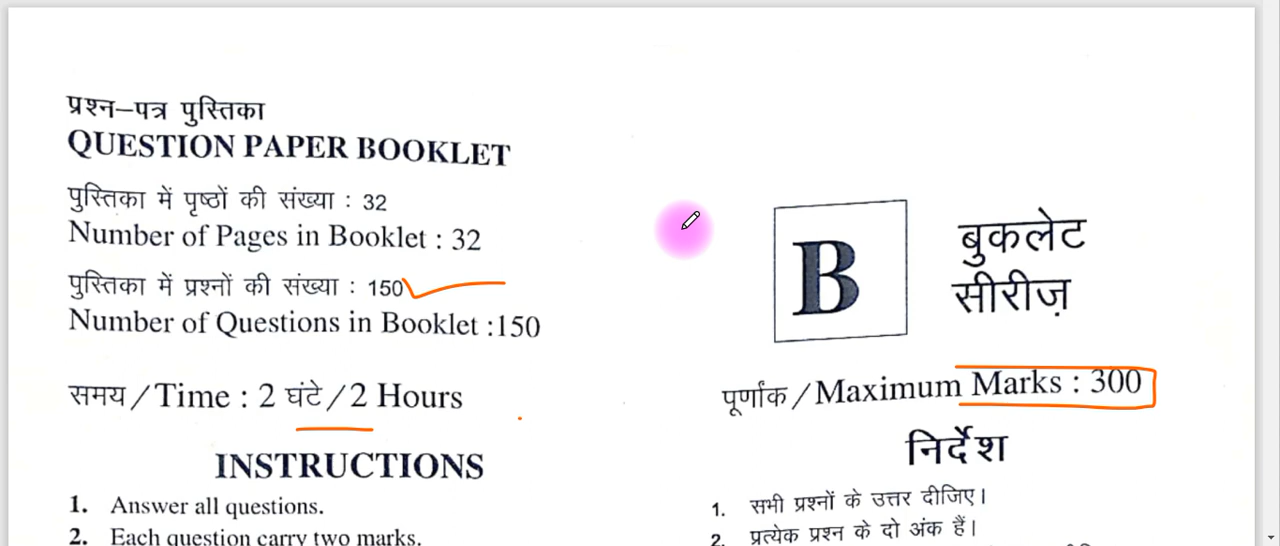 प्रश्न–पत्र पुस्तिका
QUESTION PAPER BOOKLET
पुस्तिका में पृष्ठों की संख्या : 32
Number of Pages in Booklet : 32
पुस्तिका में प्रश्नों की संख्या : 150
Number of Questions in Booklet :150
समय / Time : 2 घंटे / 2 Hours
B
बुकलेट
सीरीज़
पूर्णांक / Maximum Marks : 300
INSTRUCTIONS
1. Answer all questions.
2. Each question carry two marks.
निर्देश
1. सभी प्रश्नों के उत्तर दीजिए।
2. प्रत्येक प्रश्न के दो अंक हैं।